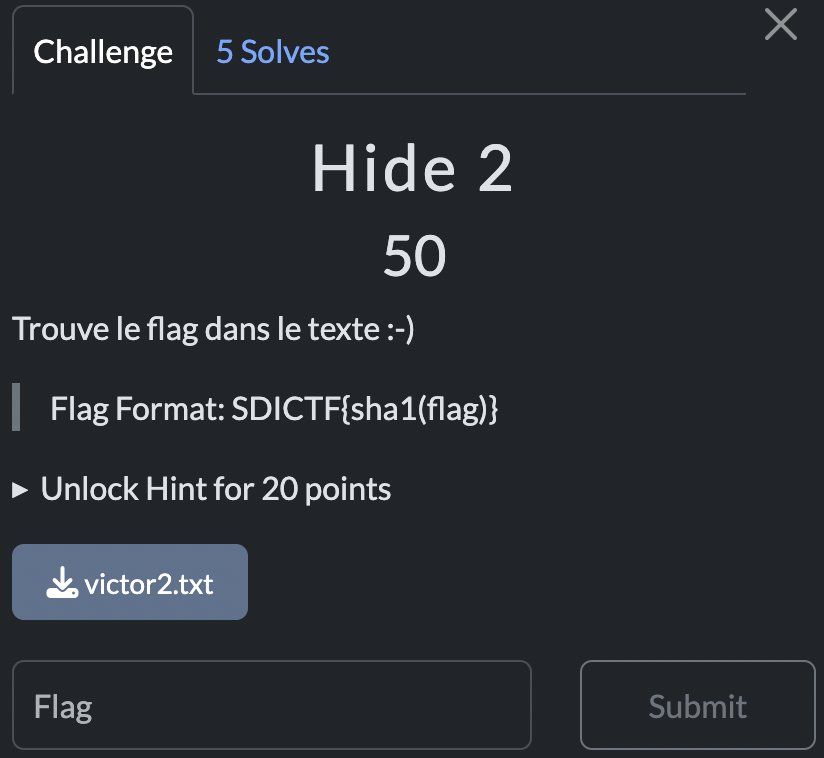 Challenge
5 Solves
Hide 2
50
Trouve le flag dans le texte :-)
Flag Format: SDICTF{sha1(flag)}
Unlock Hint for 20 points
victor2.txt
Flag
Submit